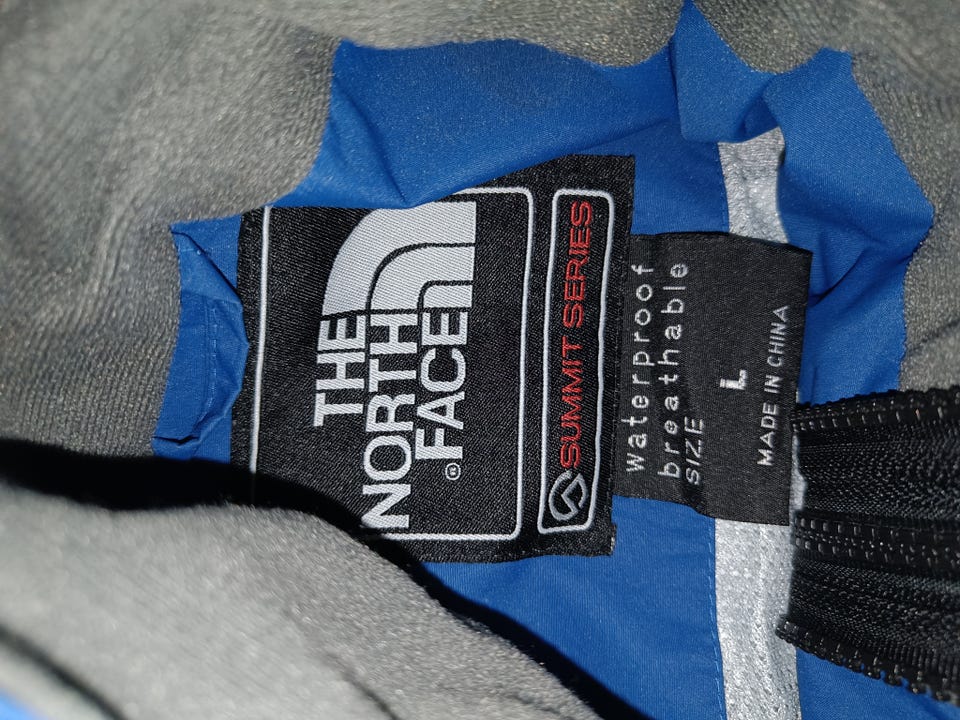 THE
NORTH
FACE®
SUMMIT SERIES
waterproof
breathable
SIZE
L
MADE IN CHINA